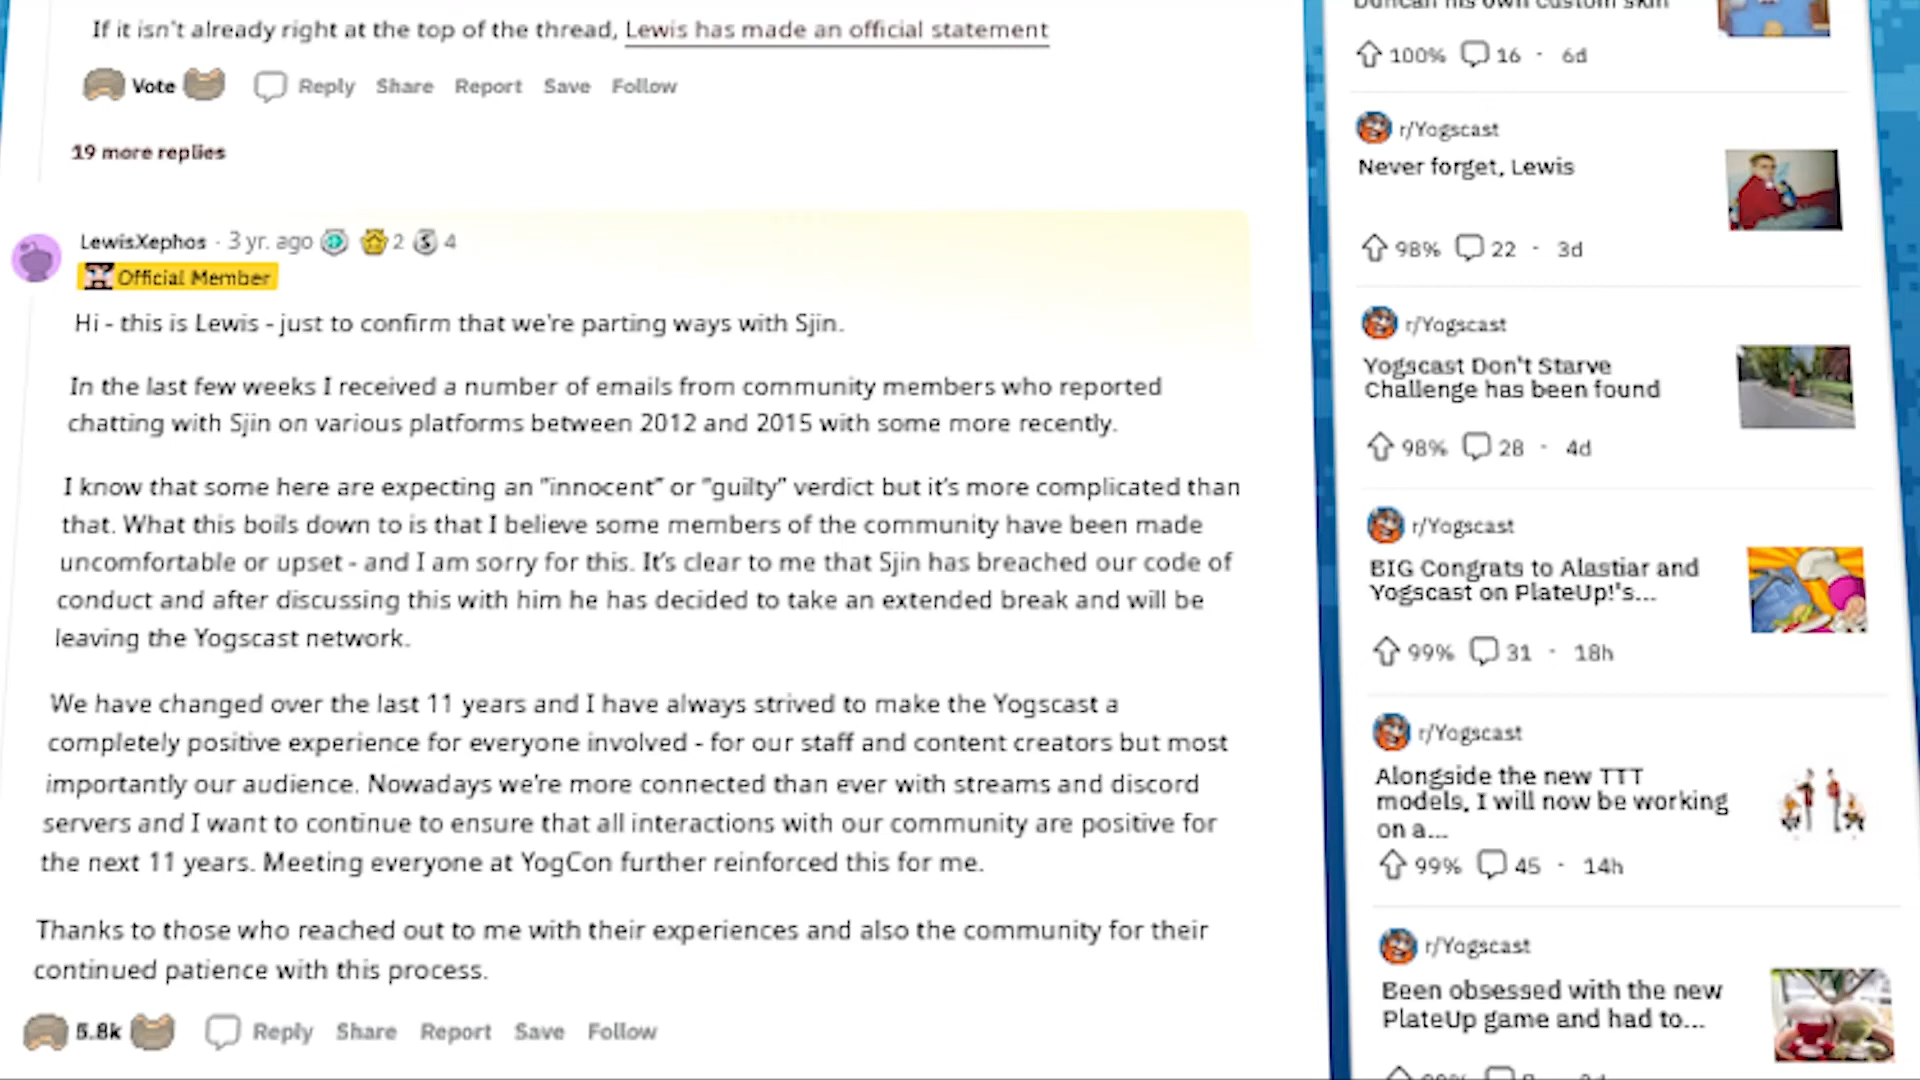 If it isn't already right at the top of the thread, Lewis has made an official statement
Vote Reply Share Report Save Follow
19 more replies
LewisXephos · 3 yr. ago 2 4
Official Member
Hi - this is Lewis - just to confirm that we're parting ways with Sjin.
In the last few weeks I received a number of emails from community members who reported
chatting with Sjin on various platforms between 2012 and 2015 with some more recently.
I know that some here are expecting an "innocent" or "guilty" verdict but it's more complicated than
that. What this boils down to is that I believe some members of the community have been made
uncomfortable or upset - and I am sorry for this. It's clear to me that Sjin has breached our code of
conduct and after discussing this with him he has decided to take an extended break and will be
leaving the Yogscast network.
We have changed over the last 11 years and I have always strived to make the Yogscast a
completely positive experience for everyone involved - for our staff and content creators but most
importantly our audience. Nowadays we're more connected than ever with streams and discord
servers and I want to continue to ensure that all interactions with our community are positive for
the next 11 years. Meeting everyone at YogCon further reinforced this for me.
Thanks to those who reached out to me with their experiences and also the community for their
continued patience with this process.
5.8k Reply Share Report Save Follow
Duncan his own custom skin
100% 16 · 6d
r/Yogscast
Never forget, Lewis
98% 22 · 3d
r/Yogscast
Yogscast Don't Starve
Challenge has been found
98% 28 · 4d
r/Yogscast
BIG Congrats to Alastiar and
Yogscast on PlateUp!'s...
99% 31 · 18h
r/Yogscast
Alongside the new TTT
models, I will now be working
on a...
99% 45 · 14h
r/Yogscast
Been obsessed with the new
PlateUp game and had to...